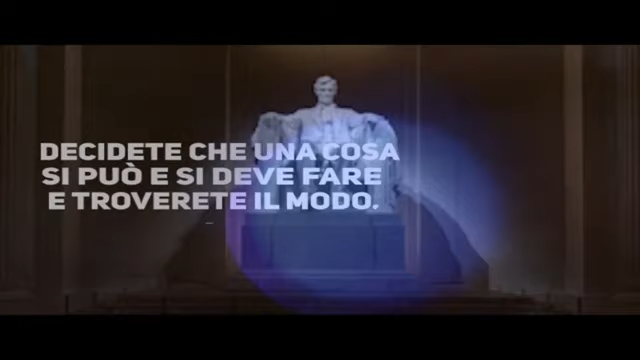 DECIDETE CHE UNA COSA
SI PUÒ E SI DEVE FARE
E TROVERETE IL MODO.